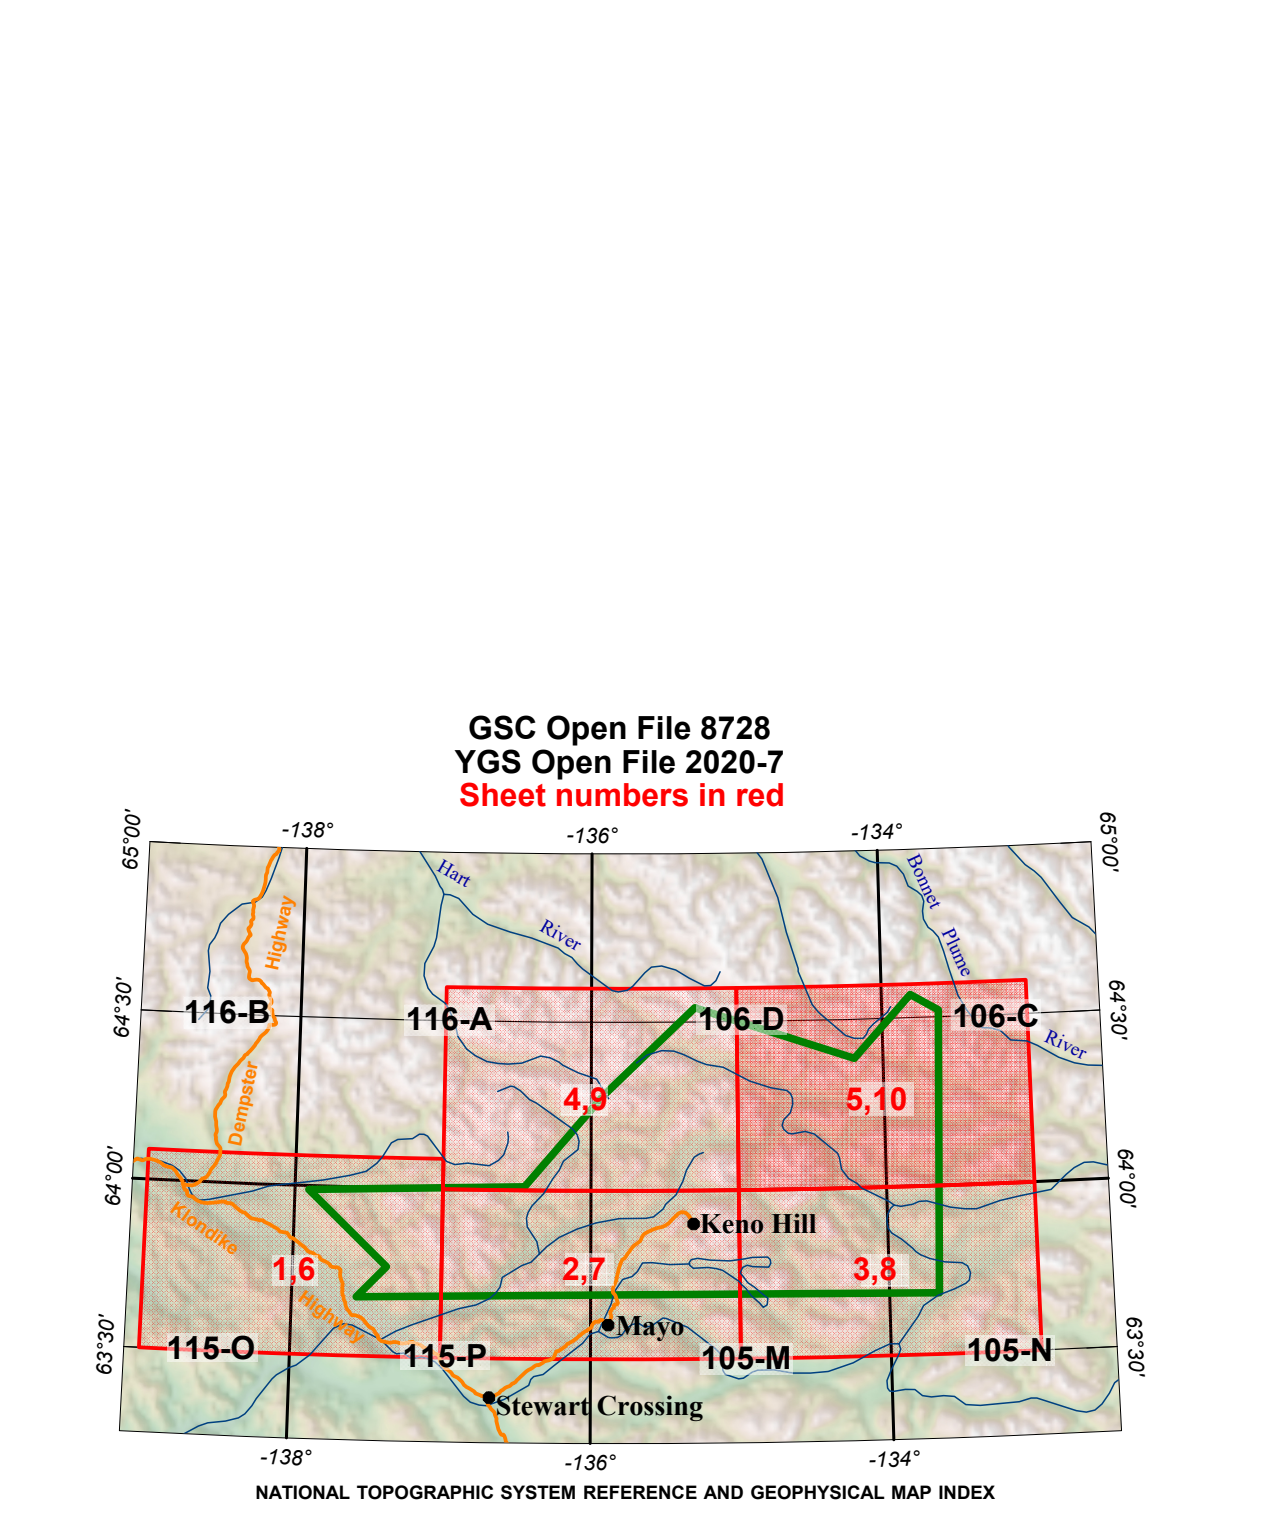 GSC Open File 8728
YGS Open File 2020-7
Sheet numbers in red
-138°
-136°
-134°
65°00'
65°00'
Hart
River
Bonnet
Plume
River
Highway
Dempster
64°30'
64°30'
116-B
116-A
106-D
106-C
4,9
5,10
64°00'
64°00'
Klondike
Highway
Keno Hill
1,6
2,7
3,8
Mayo
63°30'
63°30'
115-O
115-P
105-M
105-N
Stewart Crossing
-138°
-136°
-134°
NATIONAL TOPOGRAPHIC SYSTEM REFERENCE AND GEOPHYSICAL MAP INDEX